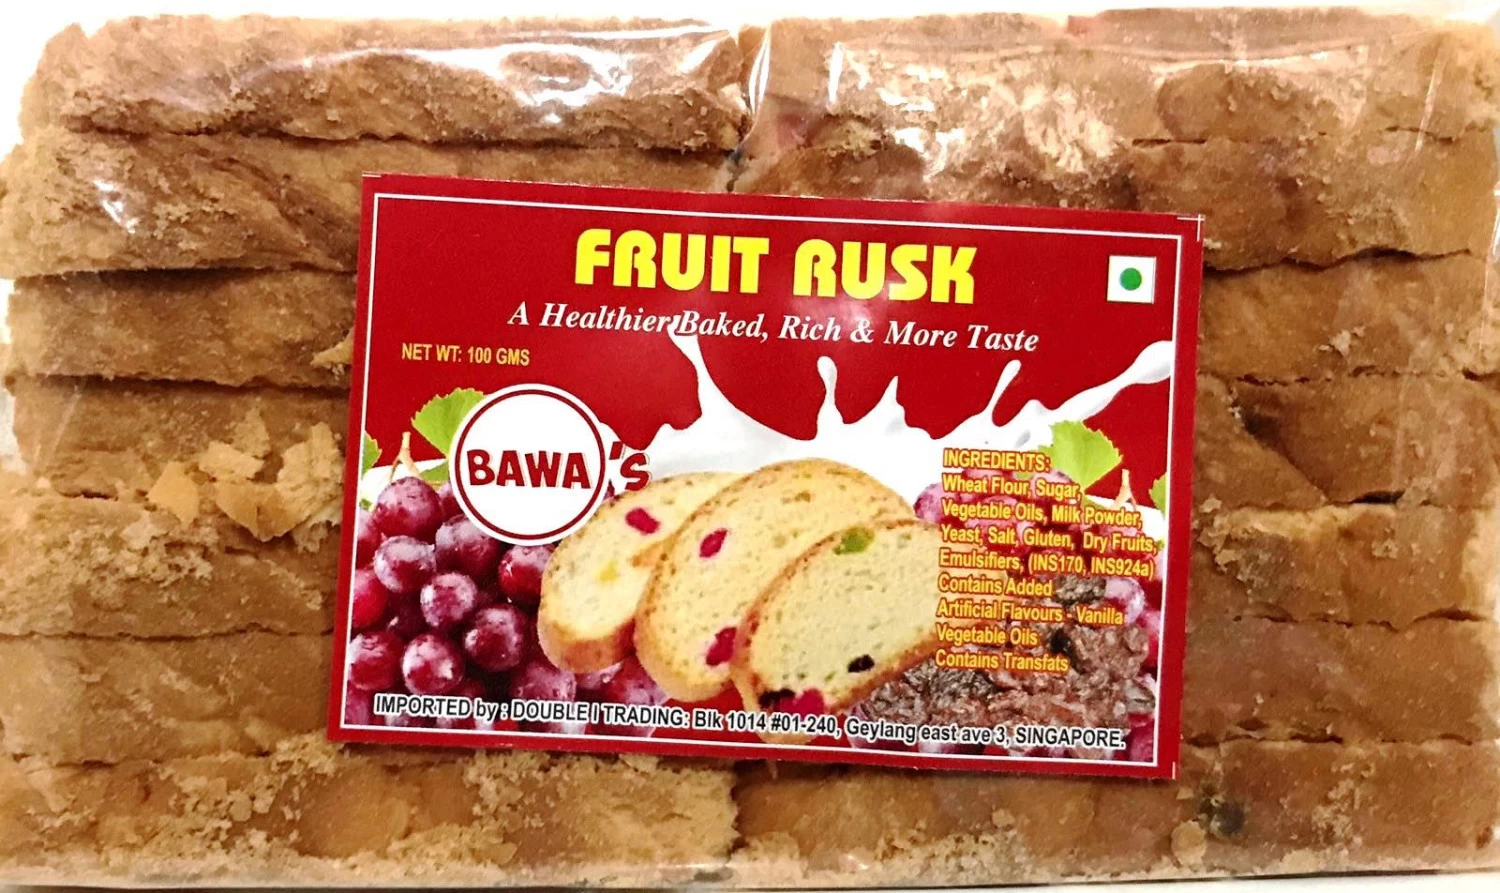 FRUIT RUSK
A Healthier Baked, Rich & More Taste
NET WT: 100 GMS
BAWA's
INGREDIENTS:
Wheat Flour, Sugar,
Vegetable Oils, Milk Powder,
Yeast, Salt, Gluten, Dry Fruits,
Emulsifiers, (INS170, INS924a)
Contains Added
Artificial Flavours - Vanilla
Vegetable Oils
Contains Transfats
IMPORTED by : DOUBLE I TRADING: Blk 1014 #01-240, Geylang east ave 3, SINGAPORE.